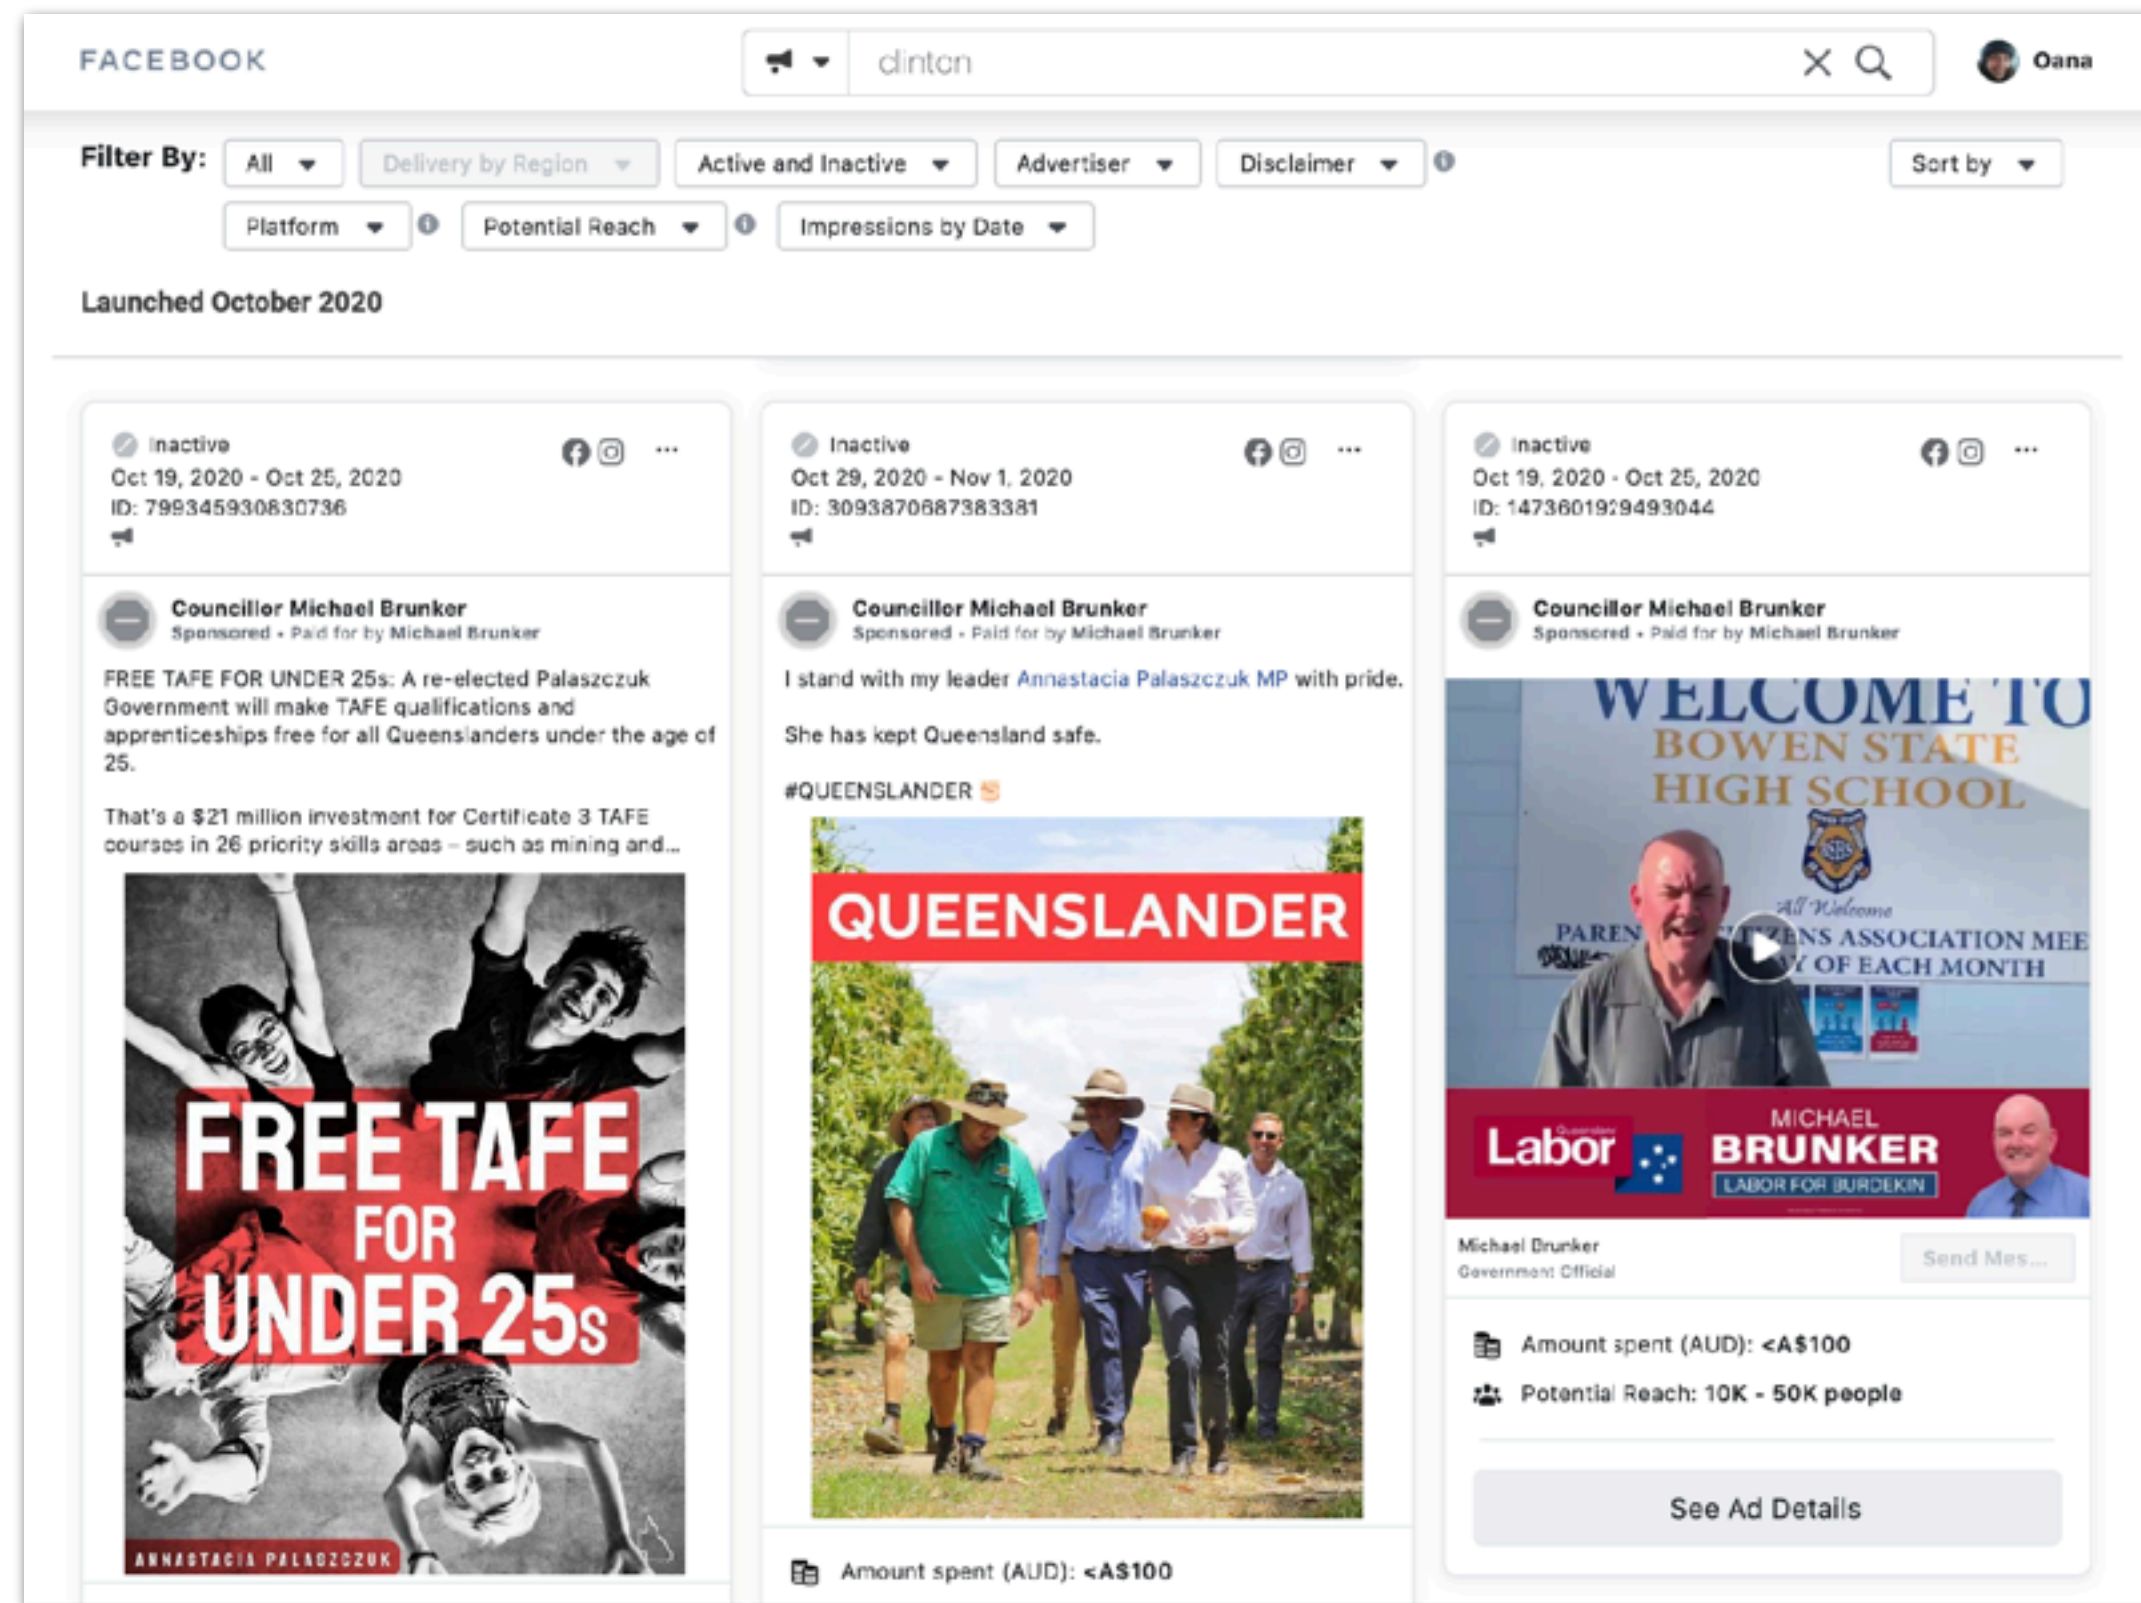 FACEBOOK
clinton
Oana
Filter By:
All
Delivery by Region
Active and Inactive
Advertiser
Disclaimer
Sort by
Platform
Potential Reach
Impressions by Date
Launched October 2020
Inactive
Oct 19, 2020 - Oct 25, 2020
ID: 799345930830736
Councillor Michael Brunker
Sponsored • Paid for by Michael Brunker
FREE TAFE FOR UNDER 25s: A re-elected Palaszczuk
Government will make TAFE qualifications and
apprenticeships free for all Queenslanders under the age of
25.
That's a $21 million investment for Certificate 3 TAFE
courses in 26 priority skills areas – such as mining and...
FREE TAFE
FOR
UNDER 25s
ANNASTACIA PALASZCZUK
Inactive
Oct 29, 2020 - Nov 1, 2020
ID: 3093870687383381
Councillor Michael Brunker
Sponsored • Paid for by Michael Brunker
I stand with my leader Annastacia Palaszczuk MP with pride.
She has kept Queensland safe.
#QUEENSLANDER
QUEENSLANDER
Amount spent (AUD): <A$100
Inactive
Oct 19, 2020 - Oct 25, 2020
ID: 1473601929493044
Councillor Michael Brunker
Sponsored • Paid for by Michael Brunker
WELCOME TO
BOWEN STATE
HIGH SCHOOL
All Welcome
PAREN TIZENS ASSOCIATION MEE
Y OF EACH MONTH
Queensland
Labor
MICHAEL
BRUNKER
LABOR FOR BURDEKIN
Michael Brunker
Government Official
Send Mes...
Amount spent (AUD): <A$100
Potential Reach: 10K - 50K people
See Ad Details